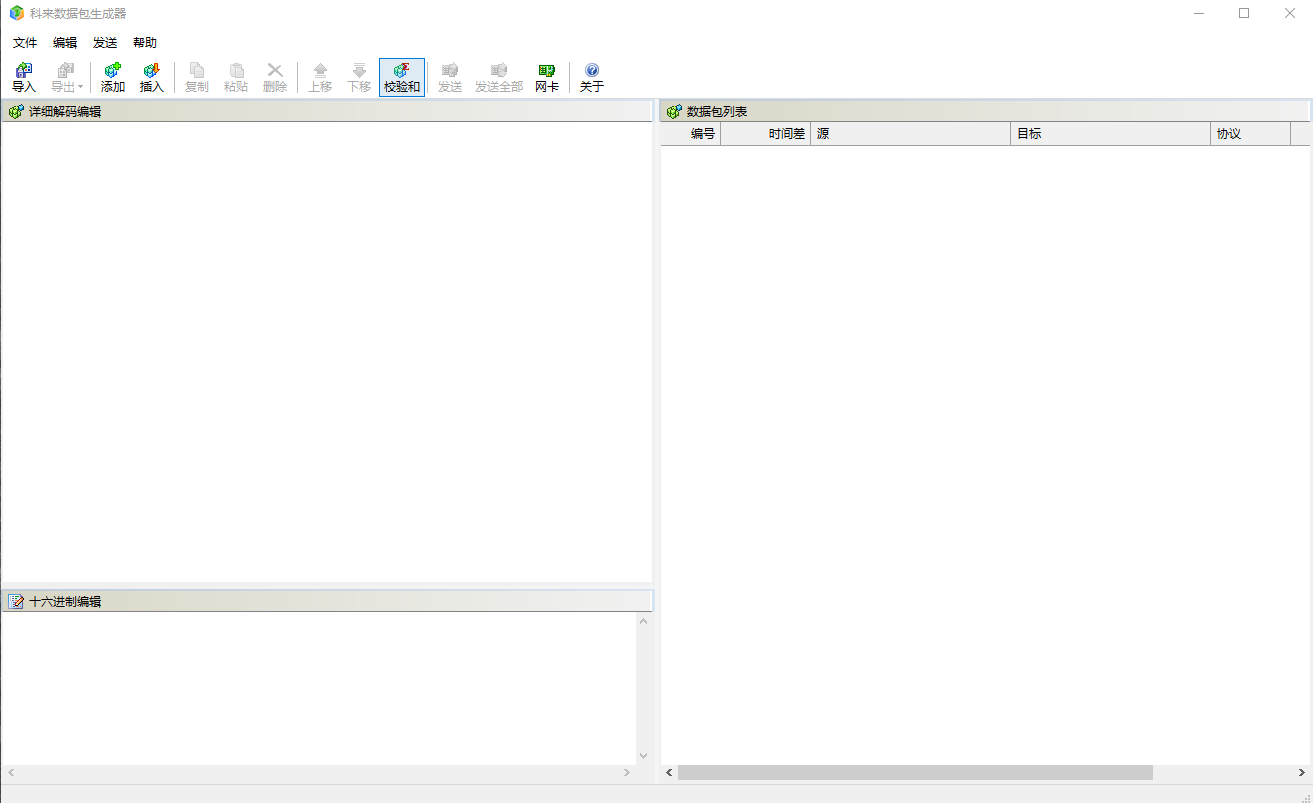 科来数据包生成器
文件 编辑 发送 帮助
导入 导出 添加 插入 复制 粘贴 删除 上移 下移 校验和 发送 发送全部 网卡 关于
详细解码编辑
数据包列表
编号 时间差 源 目标 协议
十六进制编辑